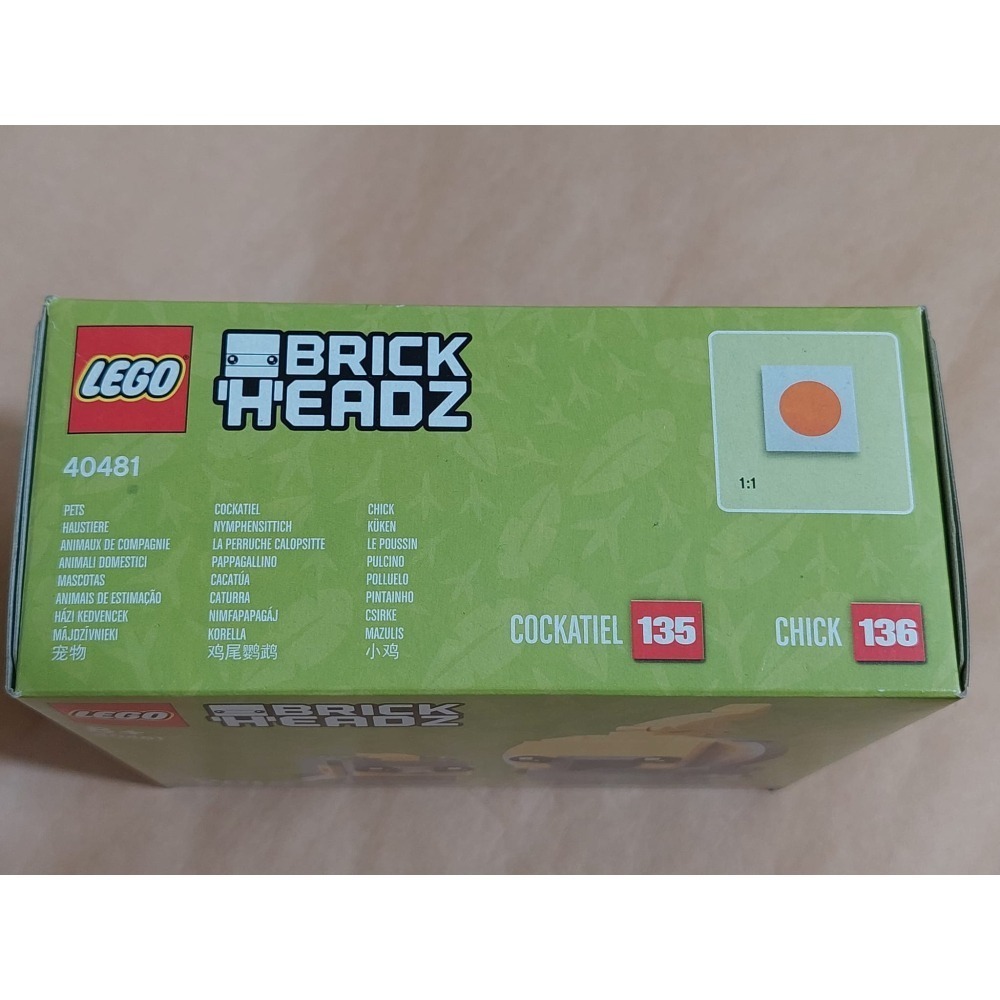 LEGO
BRICK
HEADZ
40481
PETS
HAUSTIERE
ANIMAUX DE COMPAGNIE
ANIMALI DOMESTICI
MASCOTAS
ANIMAIS DE ESTIMAÇÃO
HÁZI KEDVENCEK
MĀJDZĪVNIEKI
宠物
COCKATIEL
NYMPHENSITTICH
LA PERRUCHE CALOPSITTE
PAPPAGALLINO
CACATÚA
CATURRA
NIMFAPAPAGÁJ
KORELLA
鸡尾鹦鹉
CHICK
KÜKEN
LE POUSSIN
PULCINO
POLLUELO
PINTAINHO
CSIRKE
MAZULIS
小鸡
1:1
COCKATIEL 135
CHICK 136
LEGO
BRICK
HEADZ